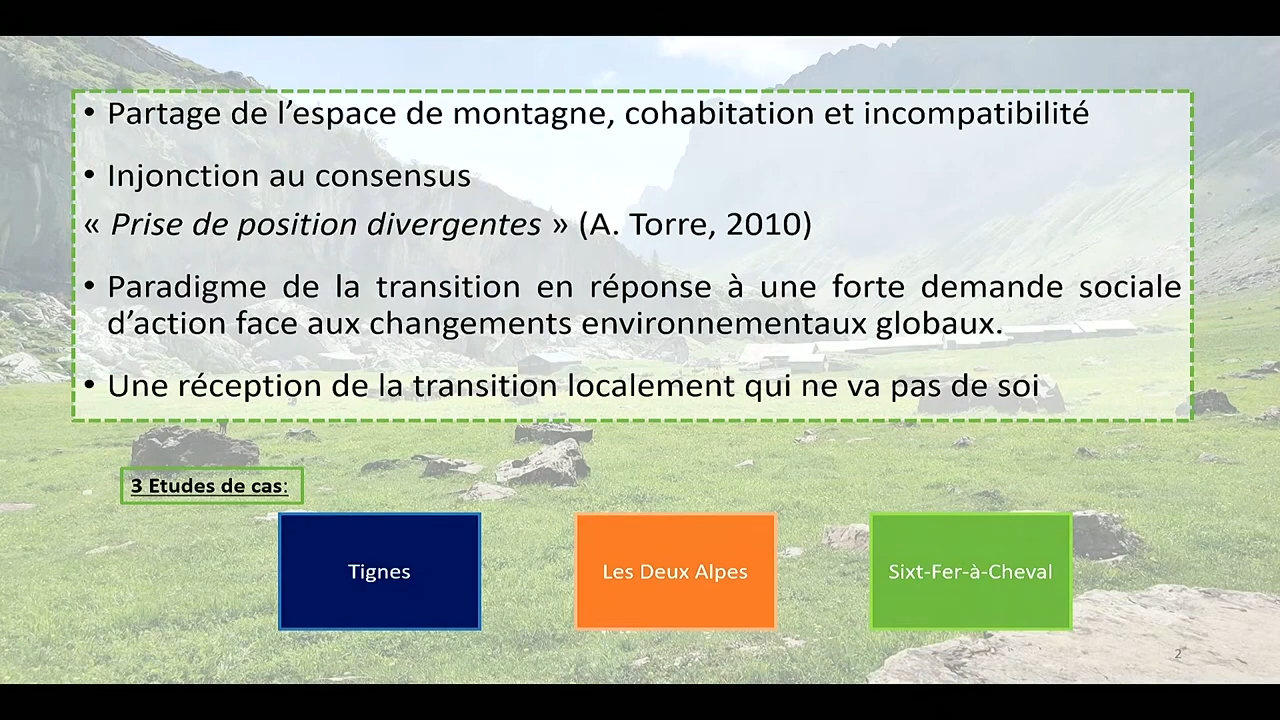 • Partage de l’espace de montagne, cohabitation et incompatibilité
• Injonction au consensus
« Prise de position divergentes » (A. Torre, 2010)
• Paradigme de la transition en réponse à une forte demande sociale
d’action face aux changements environnementaux globaux.
• Une réception de la transition localement qui ne va pas de soi
3 Etudes de cas:
Tignes
Les Deux Alpes
Sixt-Fer-à-Cheval
2